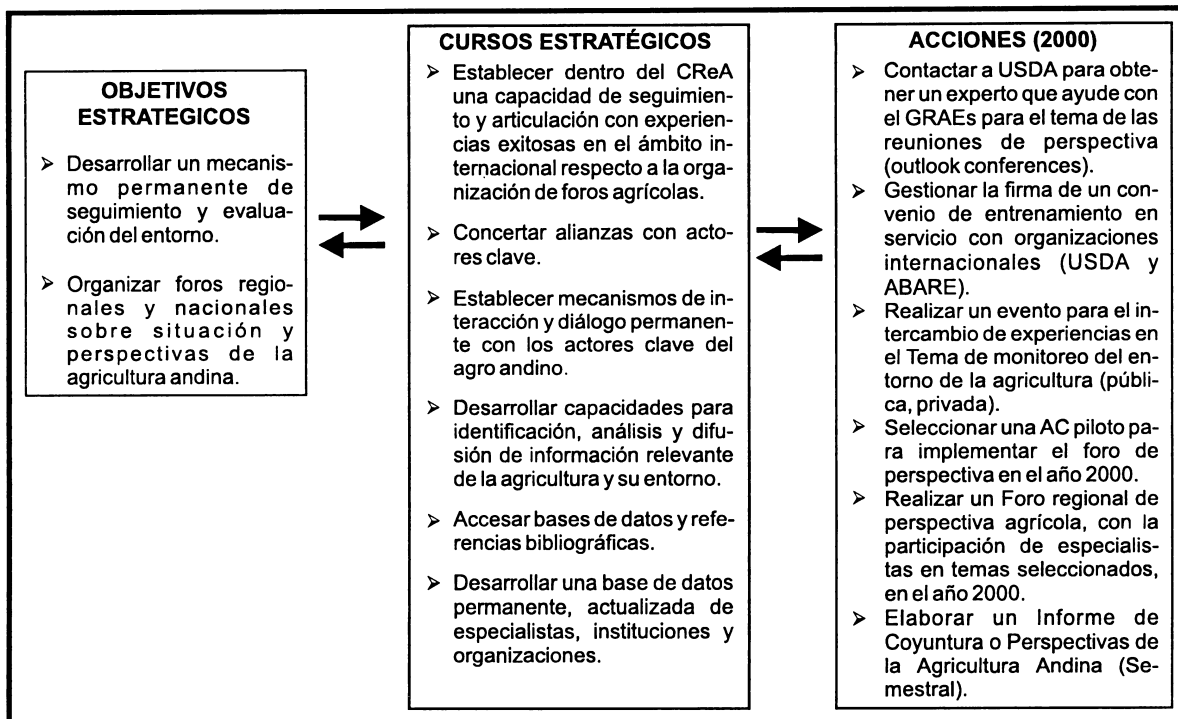 OBJETIVOS
ESTRATEGICOS
➢ Desarrollar un mecanis-
mo permanente de
seguimiento y evalua-
ción del entorno.
➢ Organizar foros regio-
nales y nacionales
sobre situación y
perspectivas de la
agricultura andina.
CURSOS ESTRATÉGICOS
➢ Establecer dentro del CReA
una capacidad de seguimien-
to y articulación con experien-
cias exitosas en el ámbito in-
ternacional respecto a la orga-
nización de foros agrícolas.
➢ Concertar alianzas con acto-
res clave.
➢ Establecer mecanismos de in-
teracción y diálogo permanen-
te con los actores clave del
agro andino.
➢ Desarrollar capacidades para
identificación, análisis y difu-
sión de información relevante
de la agricultura y su entorno.
➢ Accesar bases de datos y refe-
rencias bibliográficas.
➢ Desarrollar una base de datos
permanente, actualizada de
especialistas, instituciones y
organizaciones.
ACCIONES (2000)
➢ Contactar a USDA para obte-
ner un experto que ayude con
el GRAEs para el tema de las
reuniones de perspectiva
(outlook conferences).
➢ Gestionar la firma de un con-
venio de entrenamiento en
servicio con organizaciones
internacionales (USDA y
ABARE).
➢ Realizar un evento para el in-
tercambio de experiencias en
el Tema de monitoreo del en-
torno de la agricultura (públi-
ca, privada).
➢ Seleccionar una AC piloto pa-
ra implementar el foro de
perspectiva en el año 2000.
➢ Realizar un Foro regional de
perspectiva agrícola, con la
participación de especialis-
tas en temas seleccionados,
en el año 2000.
➢ Elaborar un Informe de
Coyuntura o Perspectivas de
la Agricultura Andina (Se-
mestral).